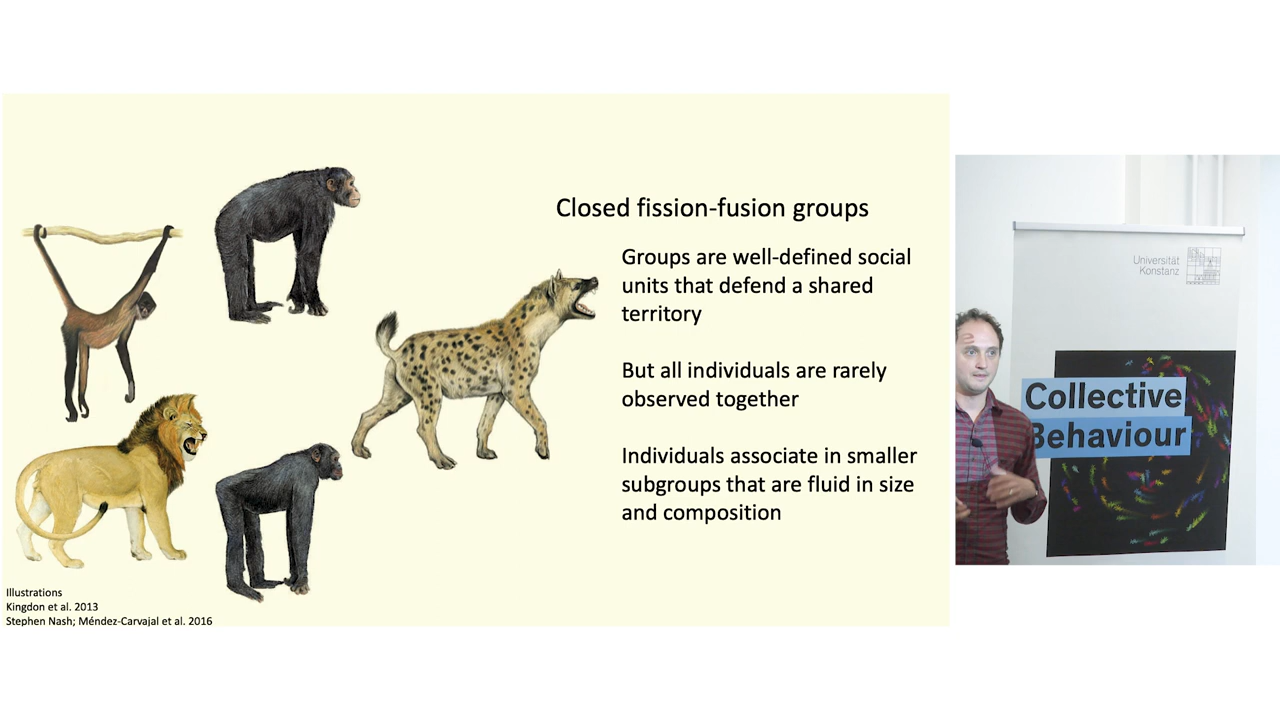 Closed fission-fusion groups
Groups are well-defined social
units that defend a shared
territory
But all individuals are rarely
observed together
Individuals associate in smaller
subgroups that are fluid in size
and composition
Illustrations
Kingdon et al. 2013
Stephen Nash; Méndez-Carvajal et al. 2016
Universität
Konstanz
Collective
Behaviour